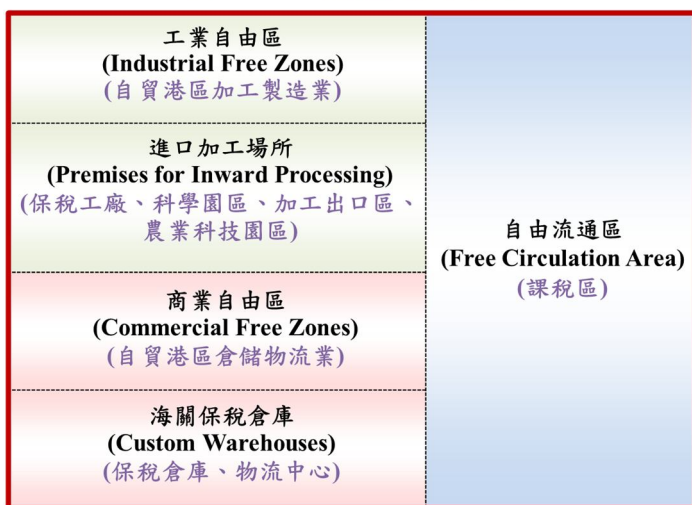 工業自由區
(Industrial Free Zones)
(自貿港區加工製造業)
進口加工場所
(Premises for Inward Processing)
(保稅工廠、科學園區、加工出口區、
農業科技園區)
商業自由區
(Commercial Free Zones)
(自貿港區倉儲物流業)
海關保稅倉庫
(Custom Warehouses)
(保稅倉庫、物流中心)
自由流通區
(Free Circulation Area)
(課稅區)